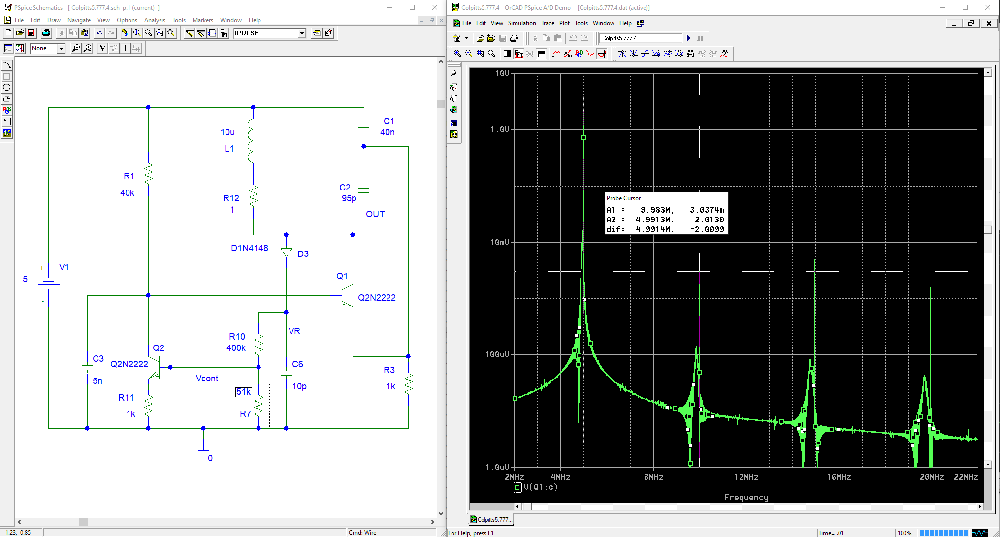 PSpice Schematics - [ Colpitts5.777.4.sch  p.1 (current)  ]
File Edit Draw Navigate View Options Analysis Tools Markers Window Help
IPULSE
None
V V I
ABC
10u
L1
C1
40n
R1
40k
R12
1
C2
95p
OUT
D1N4148
D3
+
V1
5
-
Q1
Q2N2222
VR
R10
400k
Q2
Q2N2222
C3
5n
Vcont
C6
10p
R3
1k
51k
R11
1k
R7
0
1.23,  0.85
Cmd: Wire
Colpitts5.777.4 - OrCAD PSpice A/D Demo  - [Colpitts5.777.4.dat (active)]
File Edit View Simulation Trace Plot Tools Window Help
Colpitts5.777.4
FFT
ABC
10V
1.0V
10mV
100uV
1.0uV
Probe Cursor
A1 =   9.983M,   3.0374m
A2 =  4.9913M,    2.0130
dif=  4.9914M,   -2.0099
2MHz 4MHz 8MHz 12MHz 16MHz 20MHz 22MHz
V(Q1:c)
Frequency
Colpitts5.777...
For Help, press F1
Time= .01
100%